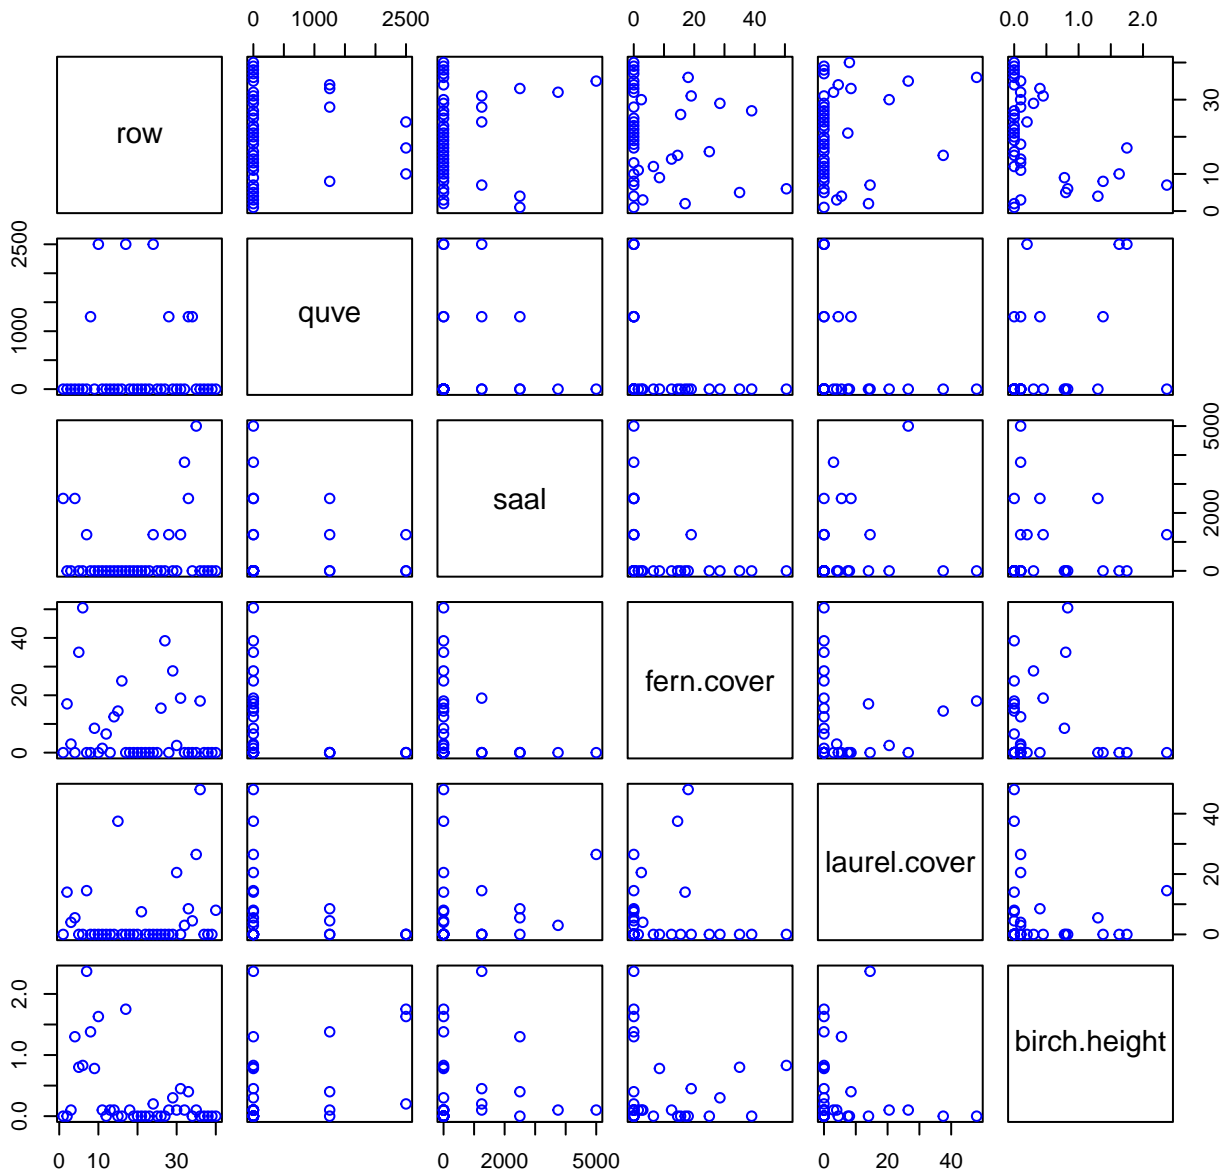 0 1000 2500 0 20 40 0.0 1.0 2.0
row 10 30 0
quve 0 1000 2500
saal 0 2000 5000
fern.cover 0 20 40
laurel.cover 0 20 40
birch.height 0.0 1.0 2.0
0 10 30 0 2000 5000 0 20 40